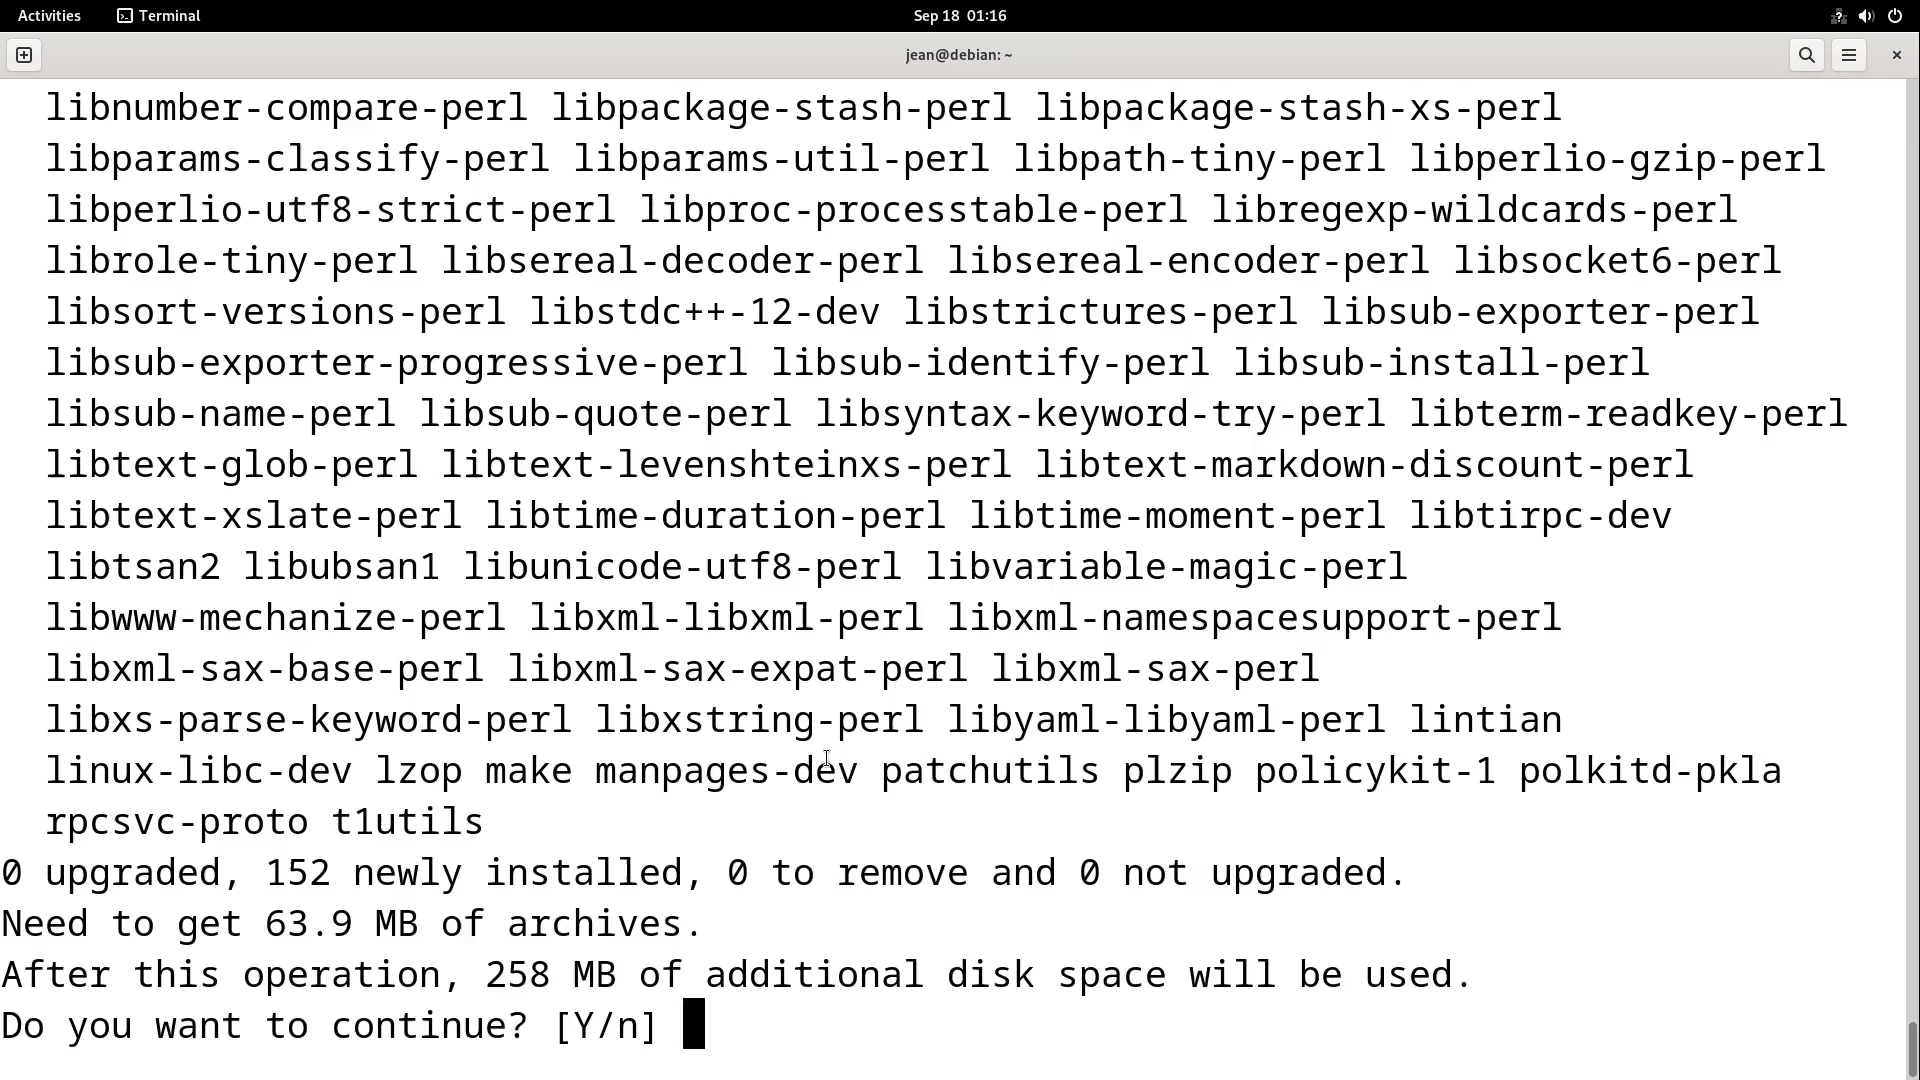 Activities Terminal Sep 18 01:16
jean@debian: ~
libnumber-compare-perl libpackage-stash-perl libpackage-stash-xs-perl
libparams-classify-perl libparams-util-perl libpath-tiny-perl libperlio-gzip-perl
libperlio-utf8-strict-perl libproc-processtable-perl libregexp-wildcards-perl
librole-tiny-perl libsereal-decoder-perl libsereal-encoder-perl libsocket6-perl
libsort-versions-perl libstdc++-12-dev libstrictures-perl libsub-exporter-perl
libsub-exporter-progressive-perl libsub-identify-perl libsub-install-perl
libsub-name-perl libsub-quote-perl libsyntax-keyword-try-perl libterm-readkey-perl
libtext-glob-perl libtext-levenshteinxs-perl libtext-markdown-discount-perl
libtext-xslate-perl libtime-duration-perl libtime-moment-perl libtirpc-dev
libtsan2 libubsan1 libunicode-utf8-perl libvariable-magic-perl
libwww-mechanize-perl libxml-libxml-perl libxml-namespacesupport-perl
libxml-sax-base-perl libxml-sax-expat-perl libxml-sax-perl
libxs-parse-keyword-perl libxstring-perl libyaml-libyaml-perl lintian
linux-libc-dev lzop make manpages-dev patchutils plzip policykit-1 polkitd-pkla
rpcsvc-proto t1utils
0 upgraded, 152 newly installed, 0 to remove and 0 not upgraded.
Need to get 63.9 MB of archives.
After this operation, 258 MB of additional disk space will be used.
Do you want to continue? [Y/n]